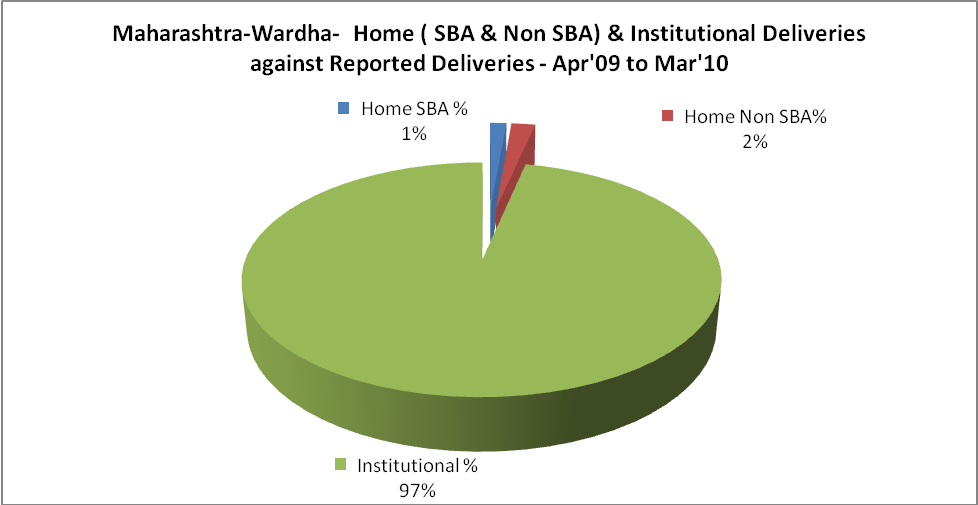 Maharashtra-Wardha- Home ( SBA & Non SBA) & Institutional Deliveries
against Reported Deliveries - Apr'09 to Mar'10
Home SBA %
1%
Home Non SBA%
2%
Institutional %
97%